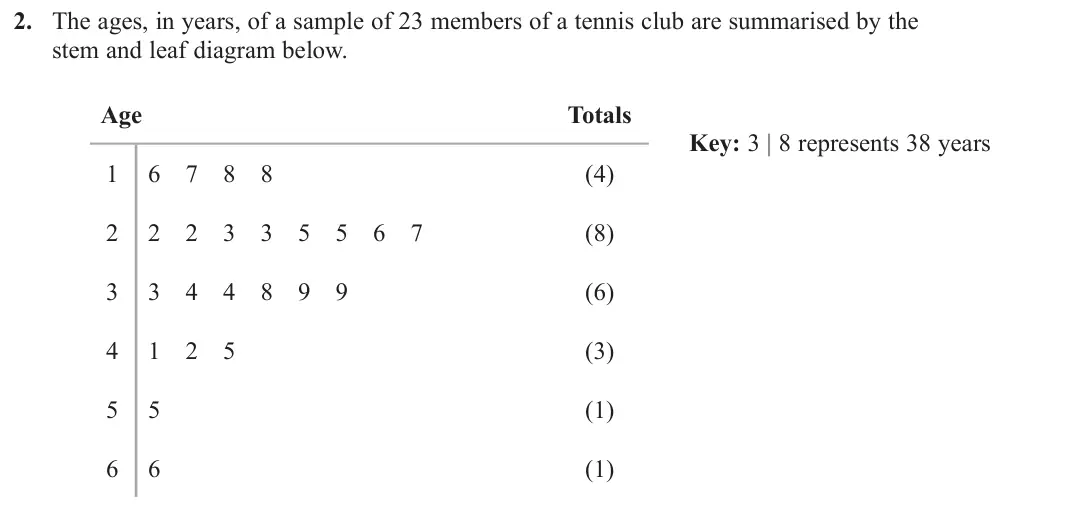 2. The ages, in years, of a sample of 23 members of a tennis club are summarised by the
stem and leaf diagram below.
Age Totals
Key: 3 | 8 represents 38 years
1 | 6 7 8 8 (4)
2 | 2 2 3 3 5 5 6 7 (8)
3 | 3 4 4 8 9 9 (6)
4 | 1 2 5 (3)
5 | 5 (1)
6 | 6 (1)